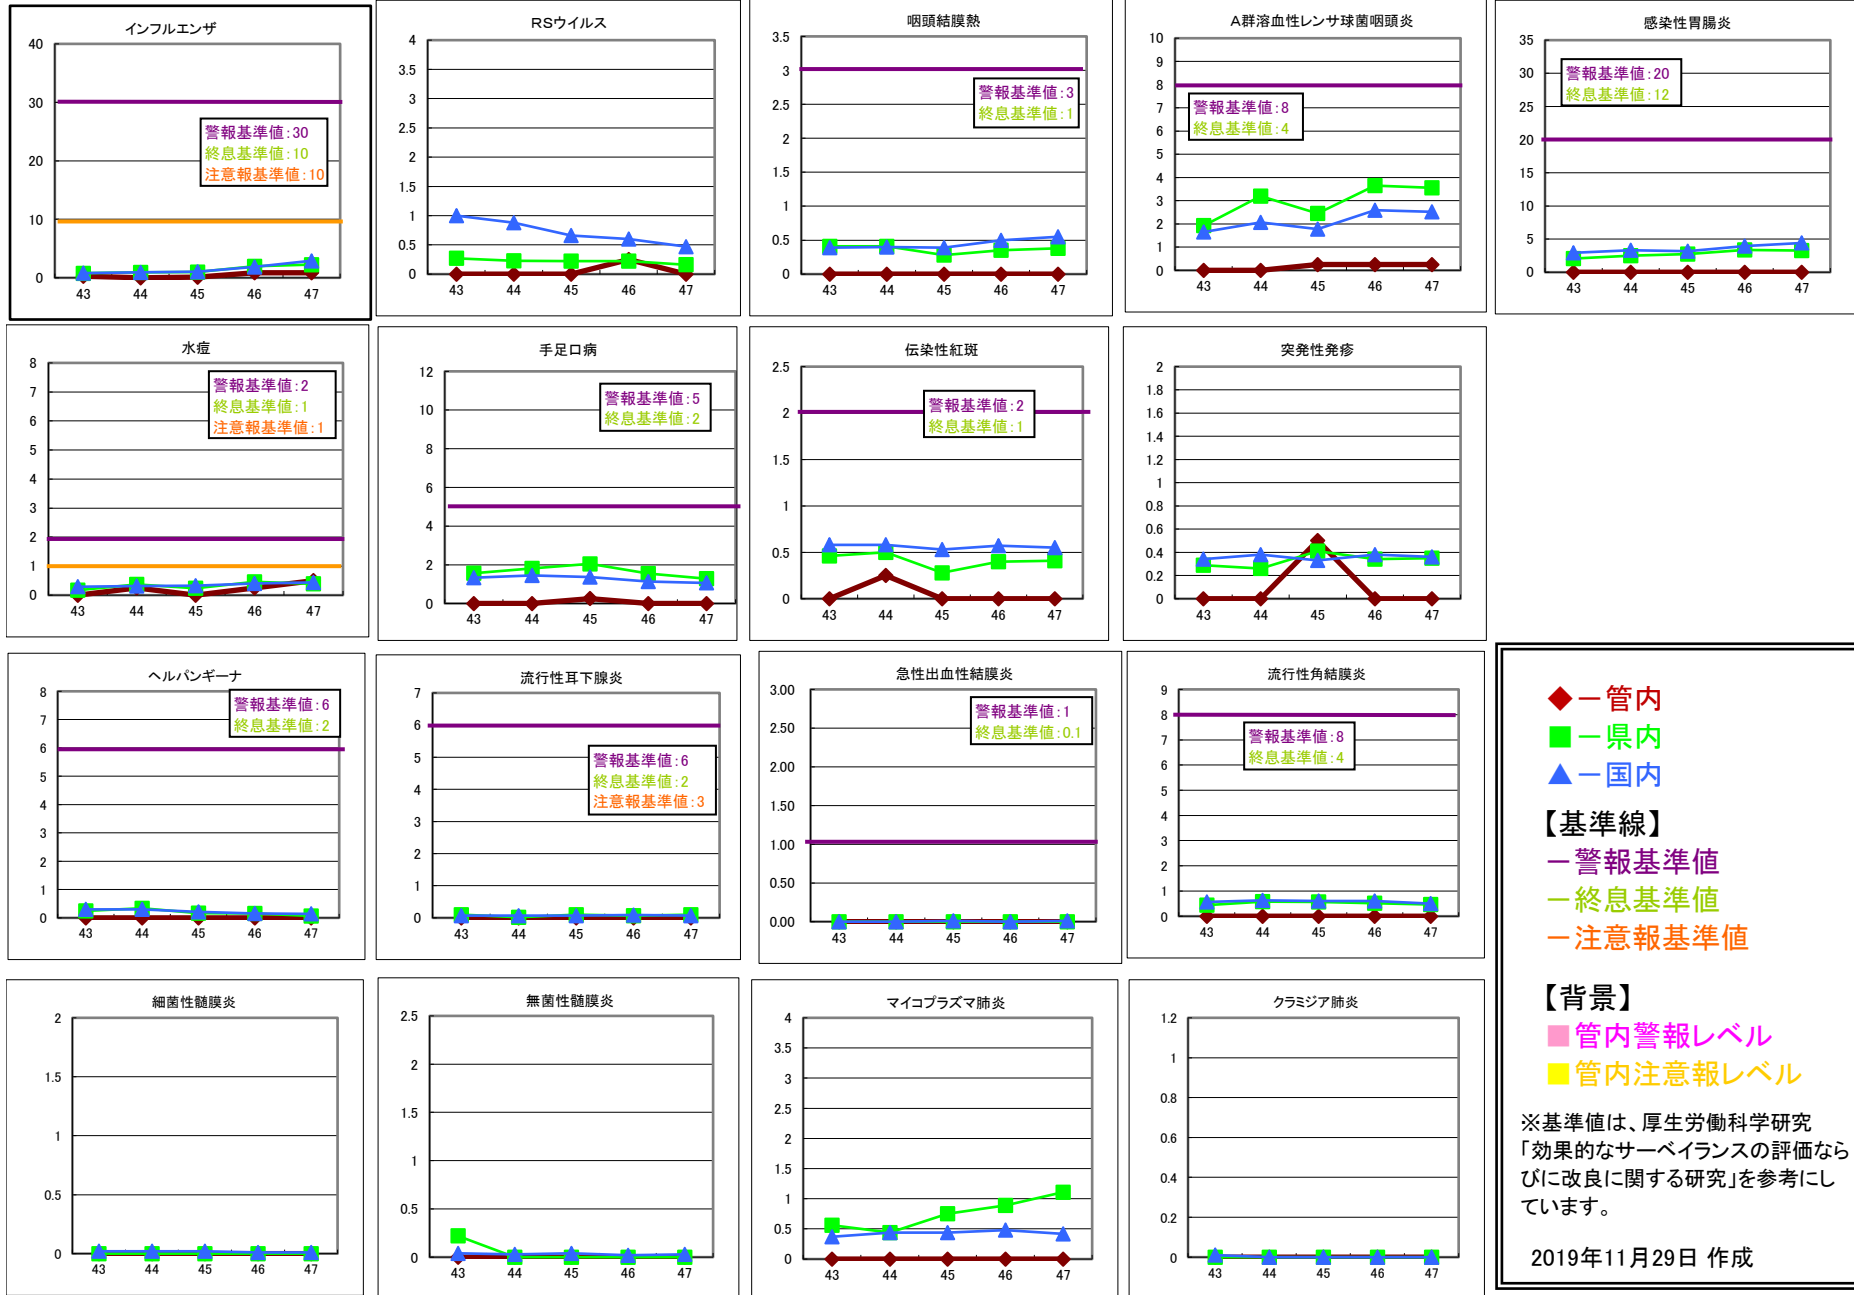 インフルエンザ
40
30
20
10
0
43 44 45 46 47
警報基準値:30
終息基準値:10
注意報基準値:10
RSウイルス
4
3.5
3
2.5
2
1.5
1
0.5
0
43 44 45 46 47
咽頭結膜熱
3.5
3
2.5
2
1.5
1
0.5
0
43 44 45 46 47
警報基準値:3
終息基準値:1
A群溶血性レンサ球菌咽頭炎
10
9
8
7
6
5
4
3
2
1
0
43 44 45 46 47
警報基準値:8
終息基準値:4
感染性胃腸炎
35
30
25
20
15
10
5
0
43 44 45 46 47
警報基準値:20
終息基準値:12
水痘
8
7
6
5
4
3
2
1
0
43 44 45 46 47
警報基準値:2
終息基準値:1
注意報基準値:1
手足口病
12
10
8
6
4
2
0
43 44 45 46 47
警報基準値:5
終息基準値:2
伝染性紅斑
2.5
2
1.5
1
0.5
0
43 44 45 46 47
警報基準値:2
終息基準値:1
突発性発疹
2
1.8
1.6
1.4
1.2
1
0.8
0.6
0.4
0.2
0
43 44 45 46 47
ヘルパンギーナ
8
7
6
5
4
3
2
1
0
43 44 45 46 47
警報基準値:6
終息基準値:2
流行性耳下腺炎
7
6
5
4
3
2
1
0
43 44 45 46 47
警報基準値:6
終息基準値:2
注意報基準値:3
急性出血性結膜炎
3.00
2.50
2.00
1.50
1.00
0.50
0.00
43 44 45 46 47
警報基準値:1
終息基準値:0.1
流行性角結膜炎
9
8
7
6
5
4
3
2
1
0
43 44 45 46 47
警報基準値:8
終息基準値:4
細菌性髄膜炎
2
1.5
1
0.5
0
43 44 45 46 47
無菌性髄膜炎
2.5
2
1.5
1
0.5
0
43 44 45 46 47
マイコプラズマ肺炎
4
3.5
3
2.5
2
1.5
1
0.5
0
43 44 45 46 47
クラミジア肺炎
1.2
1
0.8
0.6
0.4
0.2
0
43 44 45 46 47
◆－管内
■－県内
▲－国内
【基準線】
－警報基準値
－終息基準値
－注意報基準値
【背景】
■管内警報レベル
■管内注意報レベル
※基準値は、厚生労働科学研究
「効果的なサーベイランスの評価なら
びに改良に関する研究」を参考にし
ています。
2019年11月29日 作成